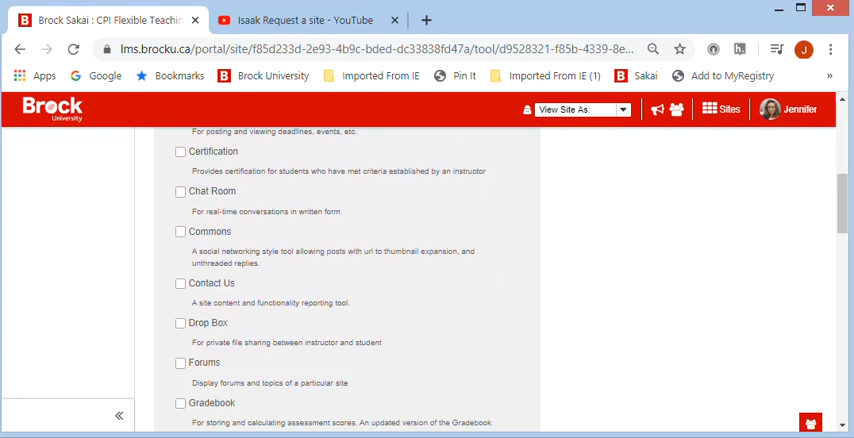 Brock Sakai : CPI Flexible Teachin
Isaak Request a site - YouTube
lms.brocku.ca/portal/site/f85d233d-2e93-4b9c-bded-dc33838fd47a/tool/d9528321-f85b-4339-8e...
J
Apps
Google
Bookmarks
Brock University
Imported From IE
Pin It
Imported From IE (1)
Sakai
Add to MyRegistry
»
Brock
University
View Site As:
Sites
Jennifer
For posting and viewing deadlines, events, etc.
Certification
Provides certification for students who have met criteria established by an instructor
Chat Room
For real-time conversations in written form
Commons
A social networking style tool allowing posts with url to thumbnail expansion, and
unthreaded replies.
Contact Us
A site content and functionality reporting tool.
Drop Box
For private file sharing between instructor and student
Forums
Display forums and topics of a particular site
Gradebook
For storing and calculating assessment scores. An updated version of the Gradebook